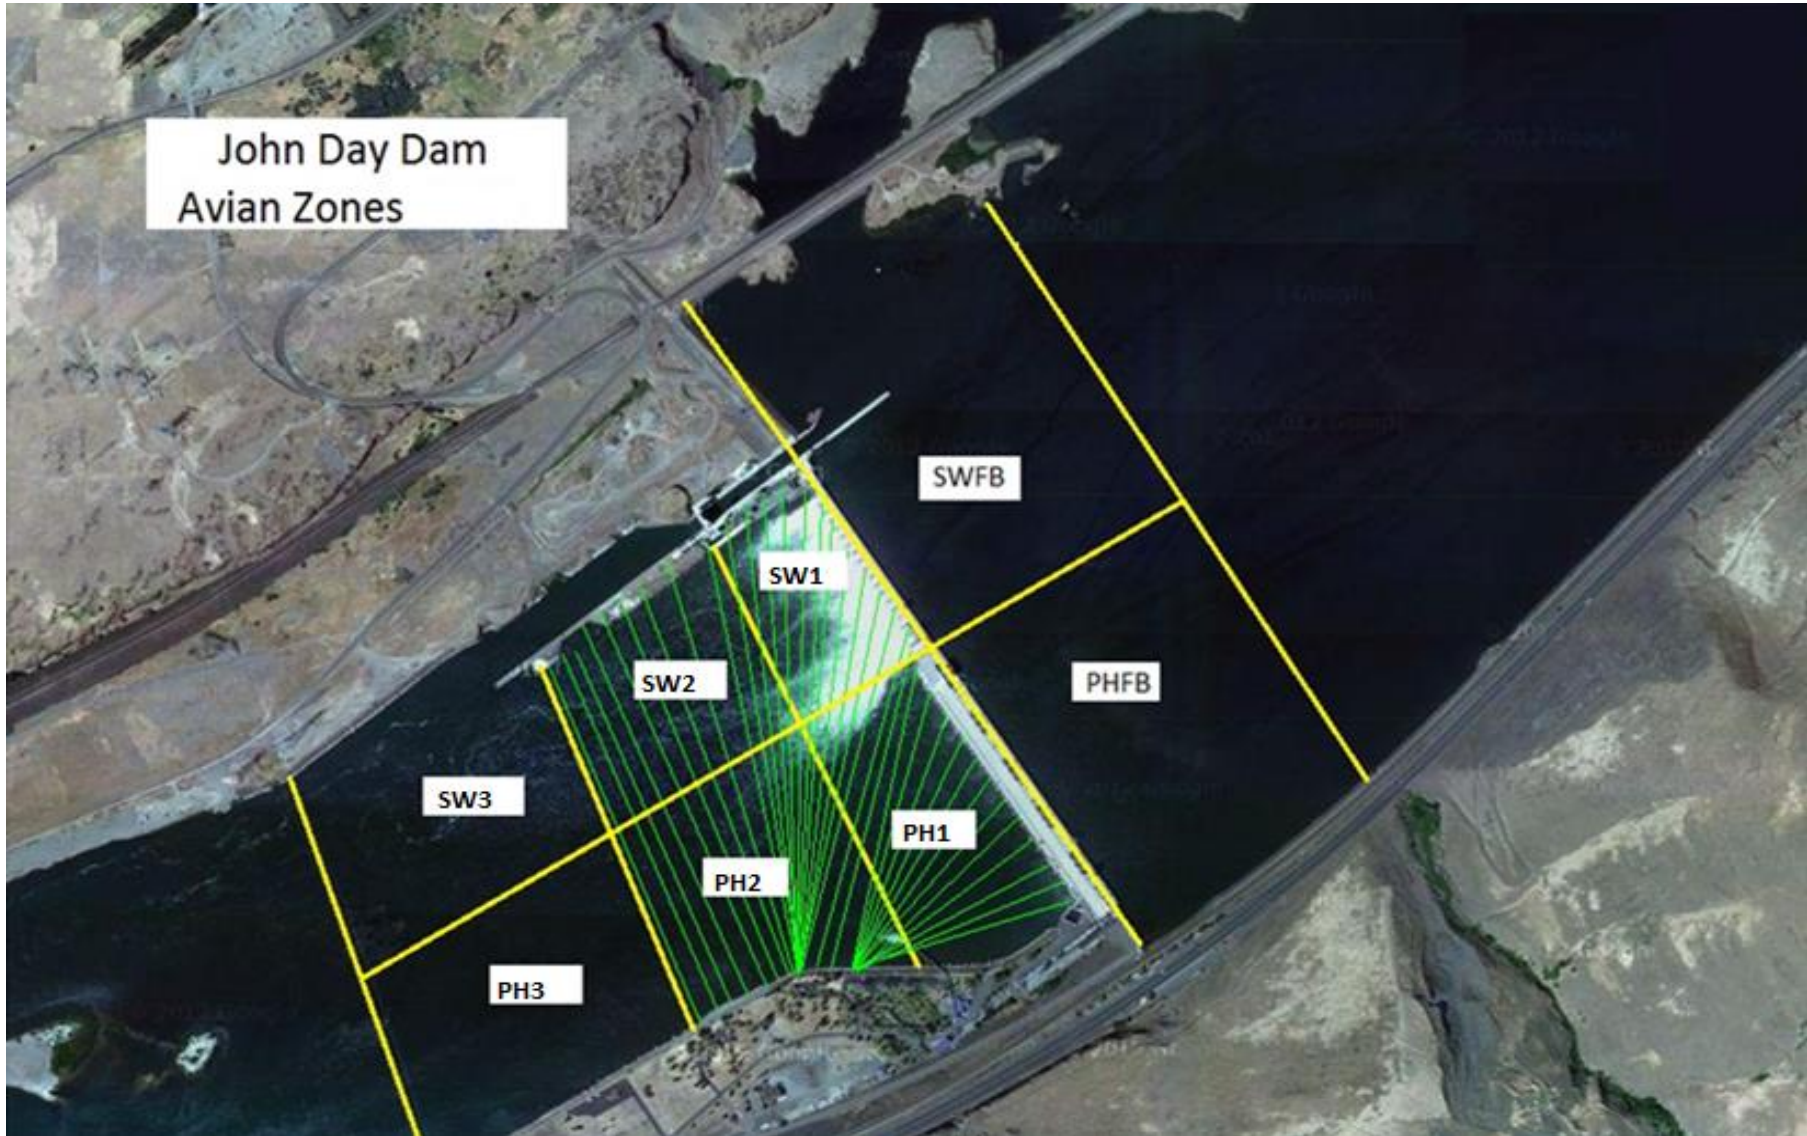 John Day Dam
Avian Zones
SWFB
SW1
PHFB
SW2
SW3
PH1
PH2
PH3